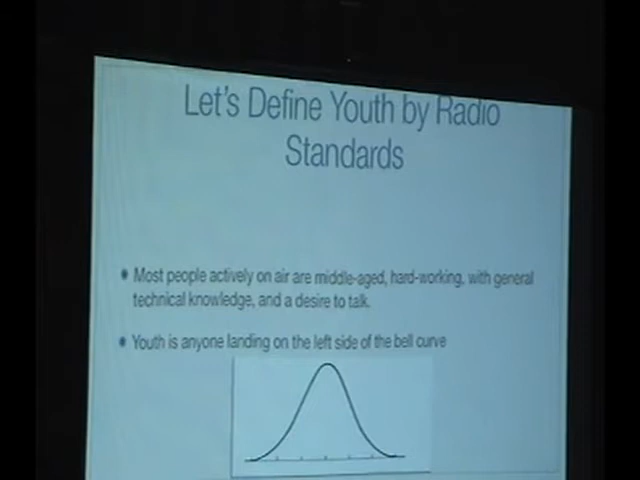 Let's Define Youth by Radio
Standards
• Most people actively on air are middle-aged, hard-working, with general
technical knowledge, and a desire to talk.
• Youth is anyone landing on the left side of the bell curve